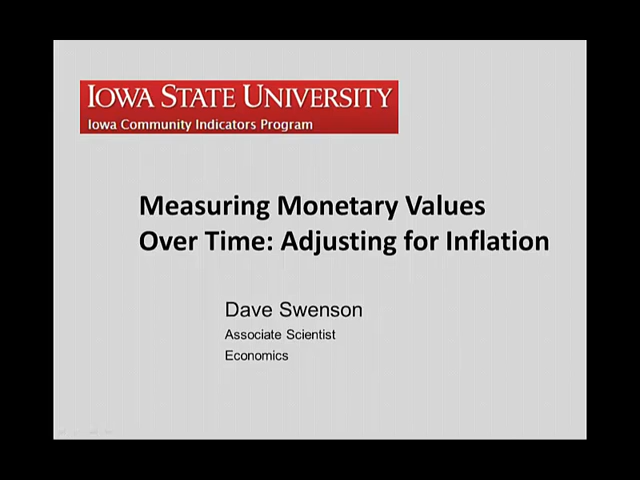 IOWA STATE UNIVERSITY
Iowa Community Indicators Program
Measuring Monetary Values
Over Time: Adjusting for Inflation
Dave Swenson
Associate Scientist
Economics